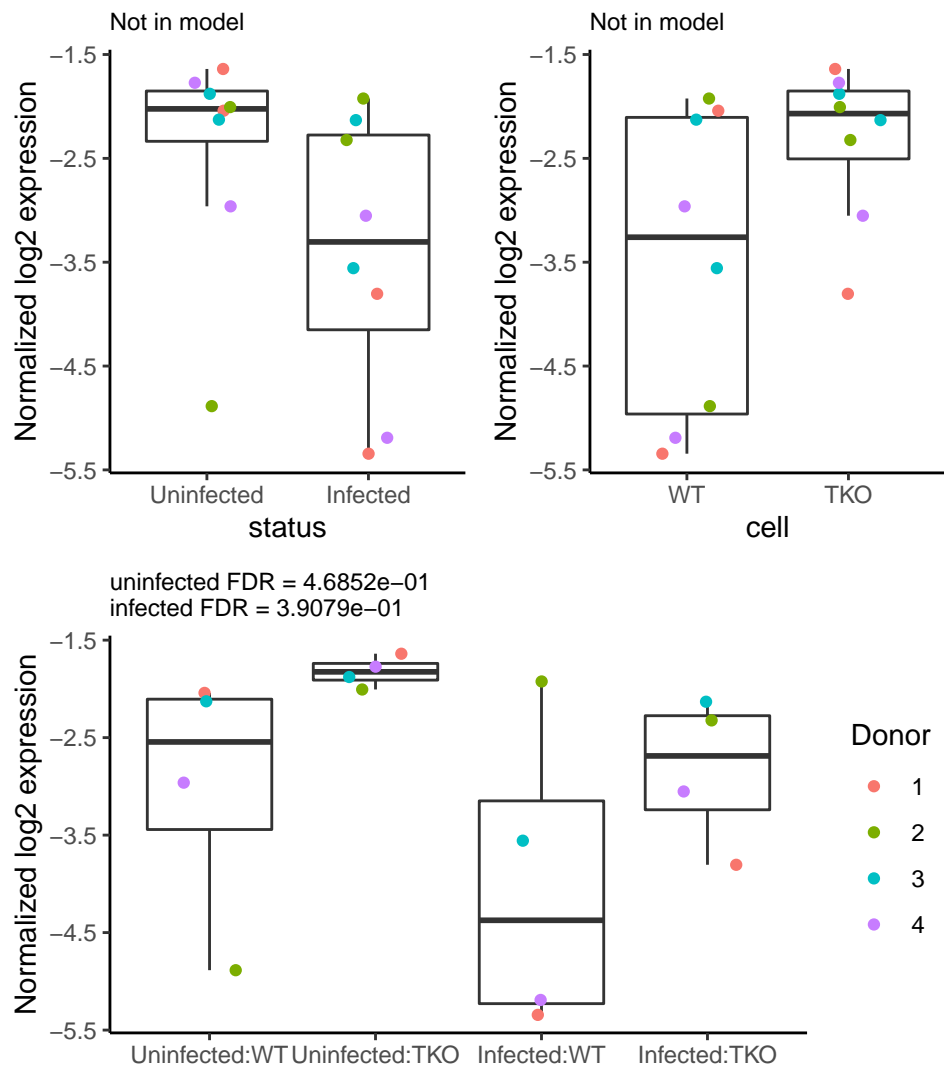 Not in model
Normalized log2 expression
−1.5
−2.5
−3.5
−4.5
−5.5
Uninfected Infected
status
Not in model
Normalized log2 expression
−1.5
−2.5
−3.5
−4.5
−5.5
WT TKO
cell
uninfected FDR = 4.6852e−01
infected FDR = 3.9079e−01
Normalized log2 expression
−1.5
−2.5
−3.5
−4.5
−5.5
Uninfected:WT Uninfected:TKO Infected:WT Infected:TKO
Donor
1
2
3
4